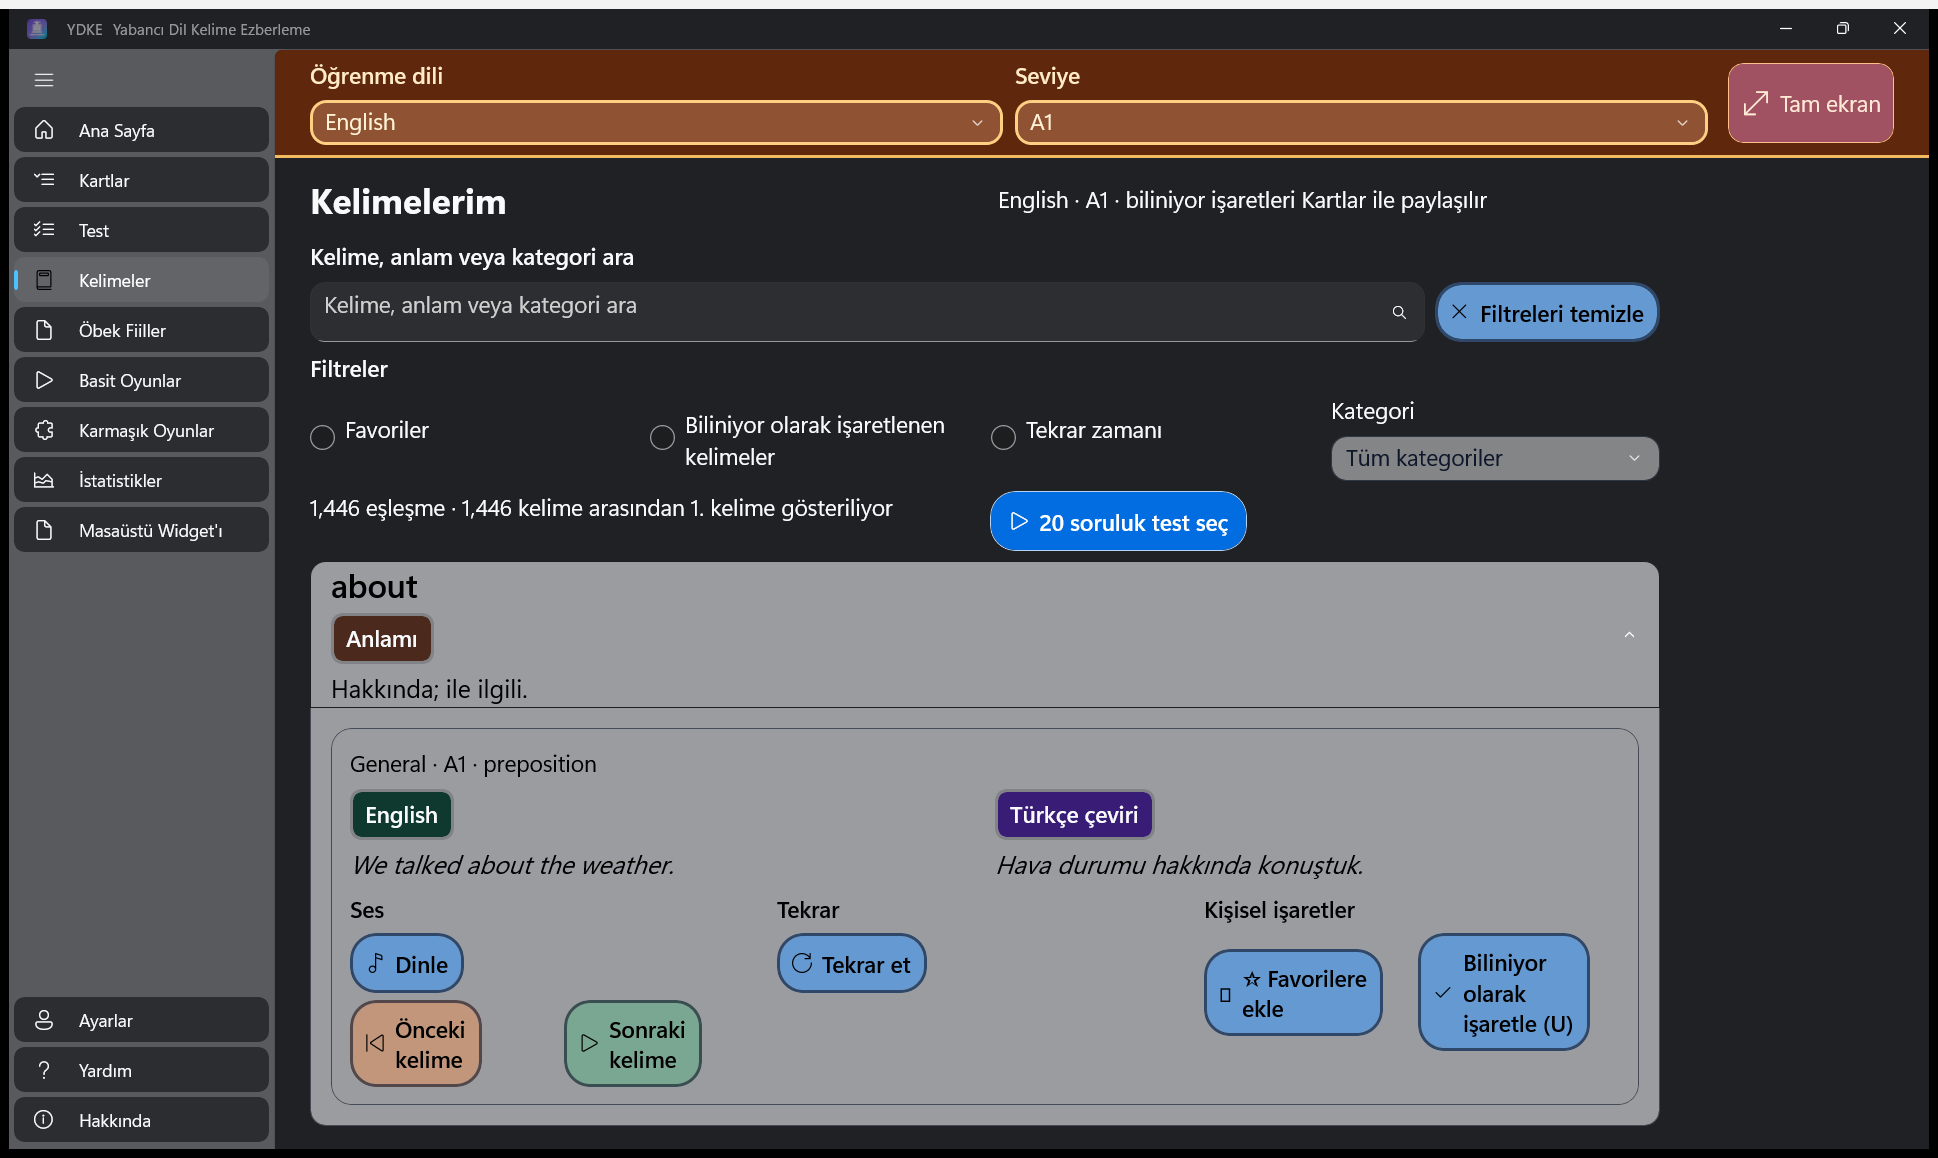 YDKE Yabancı Dil Kelime Ezberleme
Ana Sayfa
Kartlar
Test
Kelimeler
Öbek Fiiller
Basit Oyunlar
Karmaşık Oyunlar
İstatistikler
Masaüstü Widget'ı
Ayarlar
Yardım
Hakkında
Öğrenme dili
English
Seviye
A1
Tam ekran
Kelimelerim
English · A1 · biliniyor işaretleri Kartlar ile paylaşılır
Kelime, anlam veya kategori ara
Kelime, anlam veya kategori ara
Filtreleri temizle
Filtreler
Favoriler
Biliniyor olarak işaretlenen
kelimeler
Tekrar zamanı
Kategori
Tüm kategoriler
1,446 eşleşme · 1,446 kelime arasından 1. kelime gösteriliyor
20 soruluk test seç
about
Anlamı
Hakkında; ile ilgili.
General · A1 · preposition
English
We talked about the weather.
Türkçe çeviri
Hava durumu hakkında konuştuk.
Ses
Dinle
Önceki
kelime
Sonraki
kelime
Tekrar
Tekrar et
Kişisel işaretler
☆ Favorilere
ekle
Biliniyor
olarak
işaretle (U)